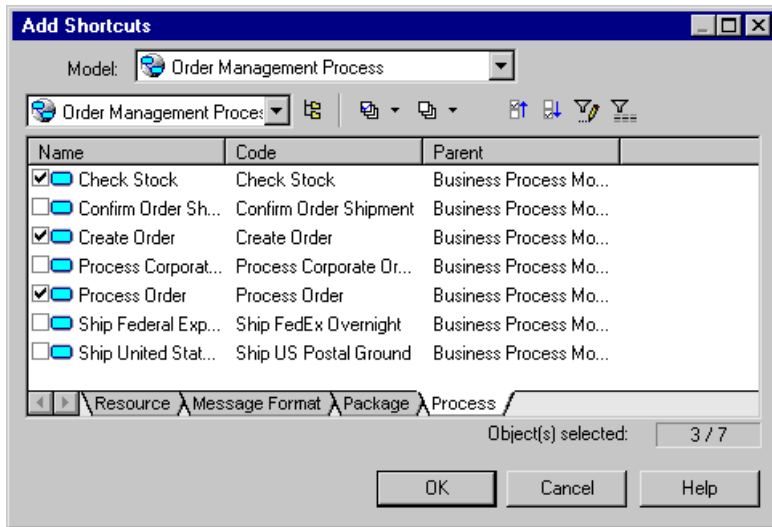 Add Shortcuts
Model: Order Management Process
Order Management Proces
Name Code Parent
Check Stock Check Stock Business Process Mo...
Confirm Order Sh... Confirm Order Shipment Business Process Mo...
Create Order Create Order Business Process Mo...
Process Corporat... Process Corporate Or... Business Process Mo...
Process Order Process Order Business Process Mo...
Ship Federal Exp... Ship FedEx Overnight Business Process Mo...
Ship United Stat... Ship US Postal Ground Business Process Mo...
Resource Message Format Package Process
Object(s) selected: 3 / 7
OK Cancel Help